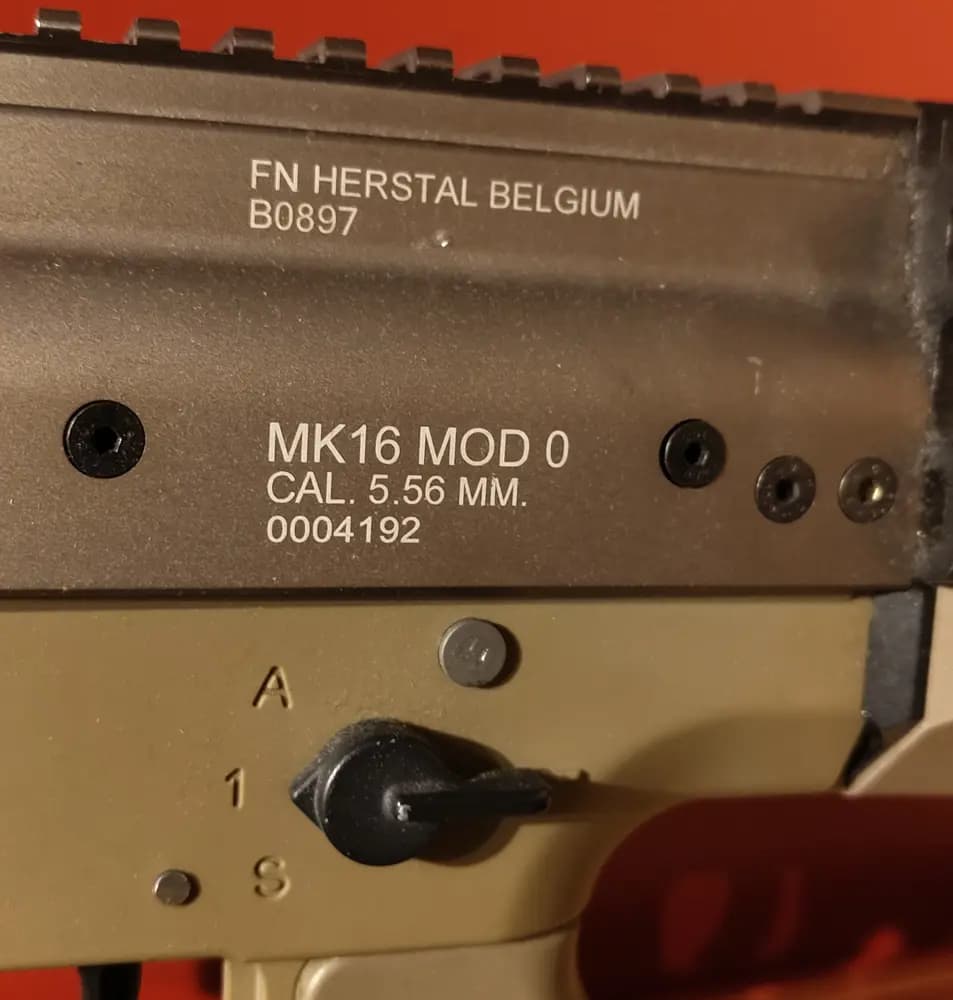 FN HERSTAL BELGIUM
B0897
MK16 MOD 0
CAL. 5.56 MM.
0004192
A
1
S